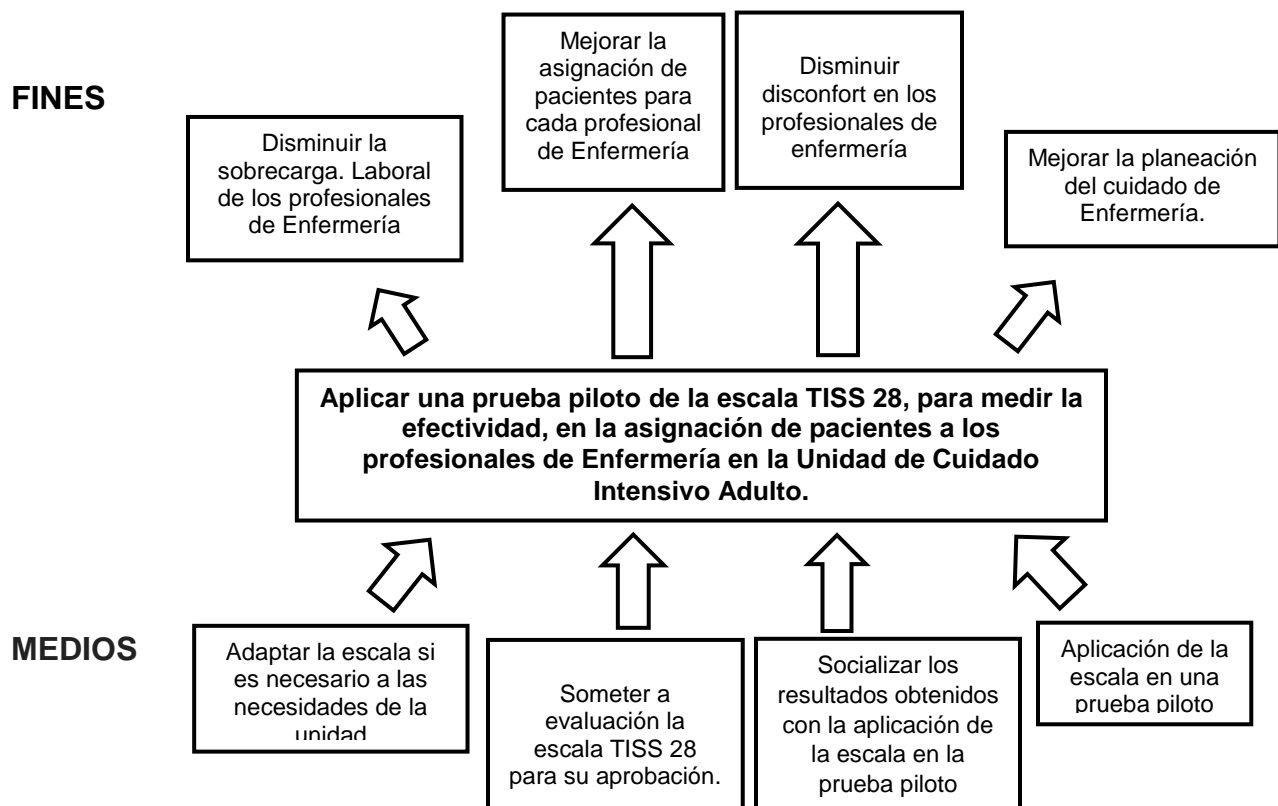 FINES
Disminuir la
sobrecarga. Laboral
de los profesionales
de Enfermería
Mejorar la
asignación de
pacientes para
cada profesional
de Enfermería
Disminuir
disconfort en los
profesionales de
enfermería
Mejorar la planeación
del cuidado de
Enfermería.
Aplicar una prueba piloto de la escala TISS 28, para medir la
efectividad, en la asignación de pacientes a los
profesionales de Enfermería en la Unidad de Cuidado
Intensivo Adulto.
MEDIOS
Adaptar la escala si
es necesario a las
necesidades de la
unidad
Someter a
evaluación la
escala TISS 28
para su aprobación.
Socializar los
resultados obtenidos
con la aplicación de
la escala en la
prueba piloto
Aplicación de la
escala en una
prueba piloto